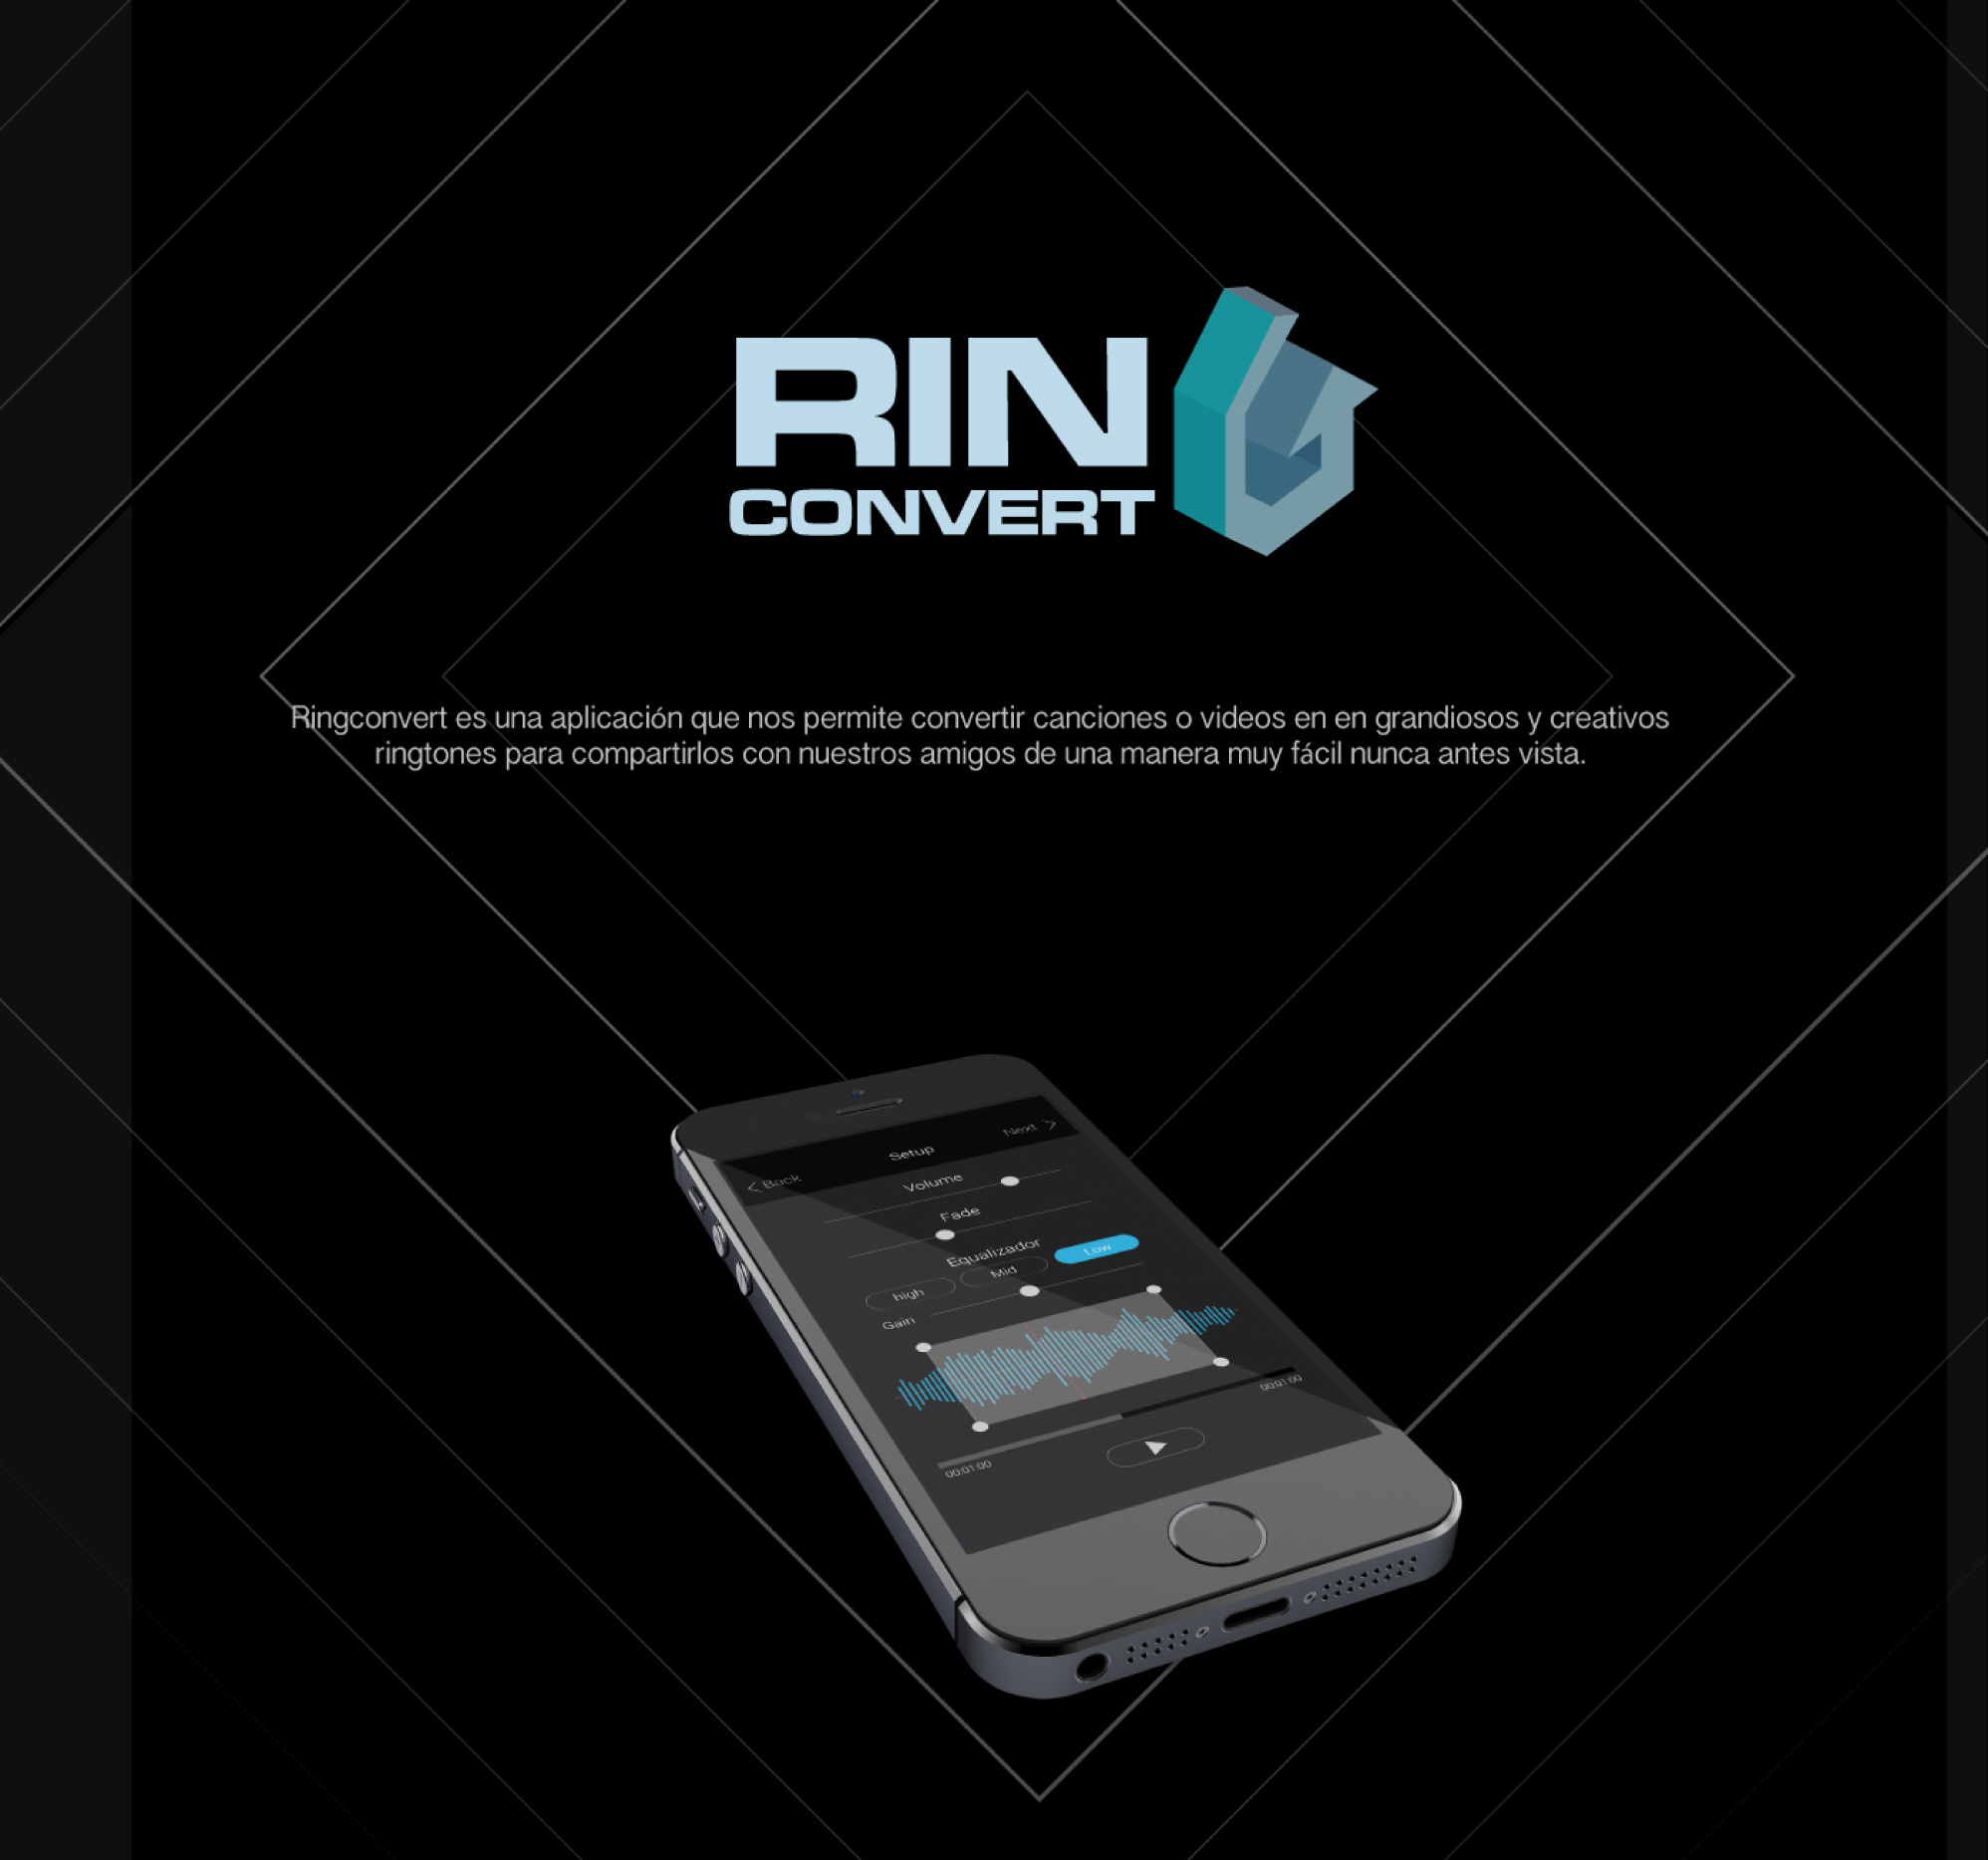 RIN
CONVERT
Ringconvert es una aplicación que nos permite convertir canciones o videos en en grandiosos y creativos
ringtones para compartirlos con nuestros amigos de una manera muy fácil nunca antes vista.
Back
Setup
Next
Volume
Fade
Equalizador
high
Mid
Low
Gain
00:01:00
00:01:00